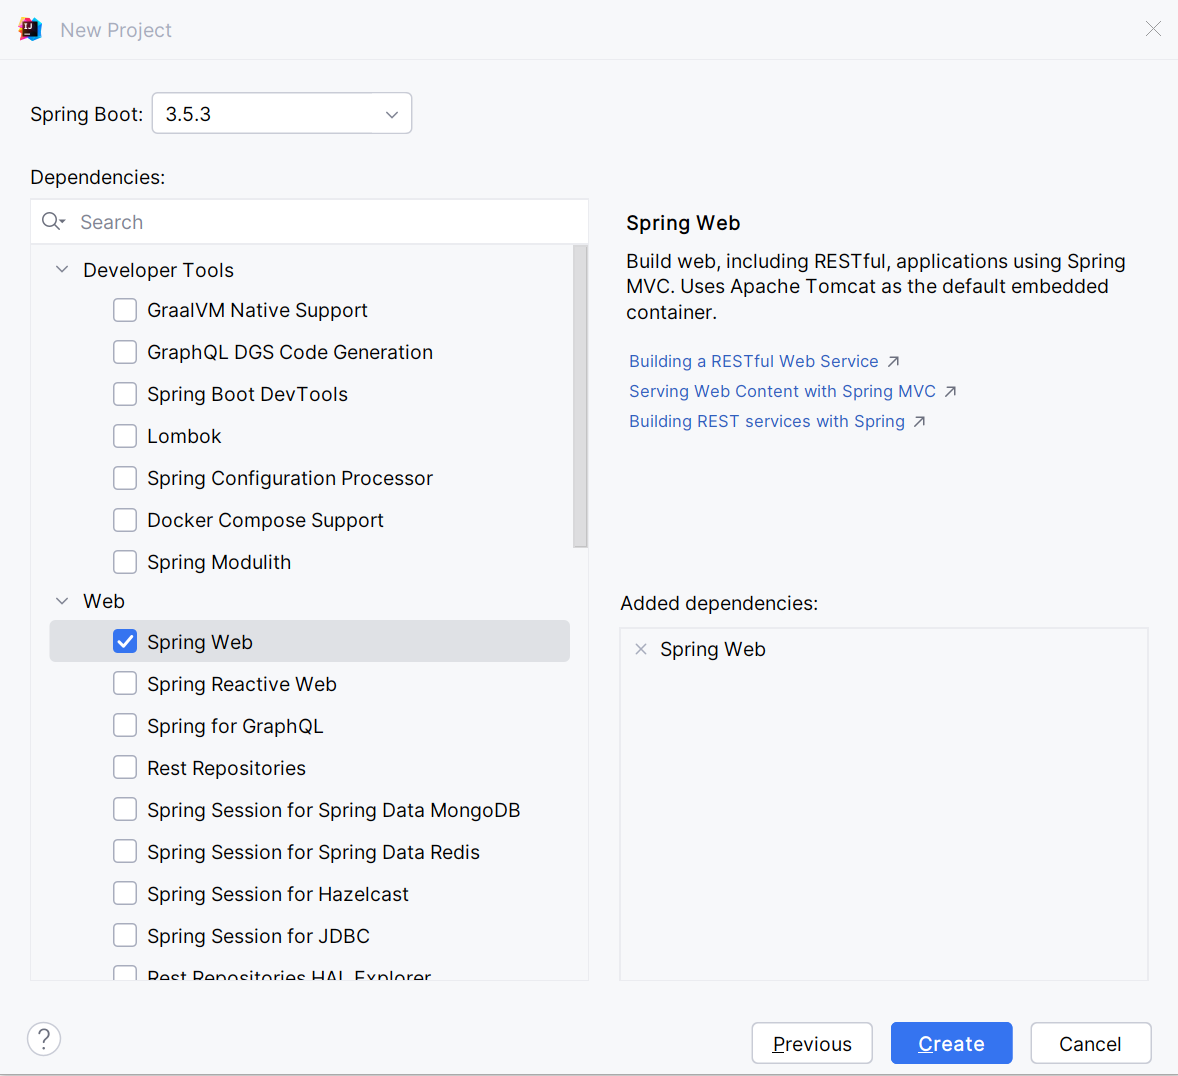 New Project
Spring Boot: 3.5.3
Dependencies:
Search
Developer Tools
GraalVM Native Support
GraphQL DGS Code Generation
Spring Boot DevTools
Lombok
Spring Configuration Processor
Docker Compose Support
Spring Modulith
Web
Spring Web
Spring Reactive Web
Spring for GraphQL
Rest Repositories
Spring Session for Spring Data MongoDB
Spring Session for Spring Data Redis
Spring Session for Hazelcast
Spring Session for JDBC
Rest Repositories HAL Explorer
Spring Web
Build web, including RESTful, applications using Spring
MVC. Uses Apache Tomcat as the default embedded
container.
Building a RESTful Web Service ↗
Serving Web Content with Spring MVC ↗
Building REST services with Spring ↗
Added dependencies:
Spring Web
?
Previous
Create
Cancel